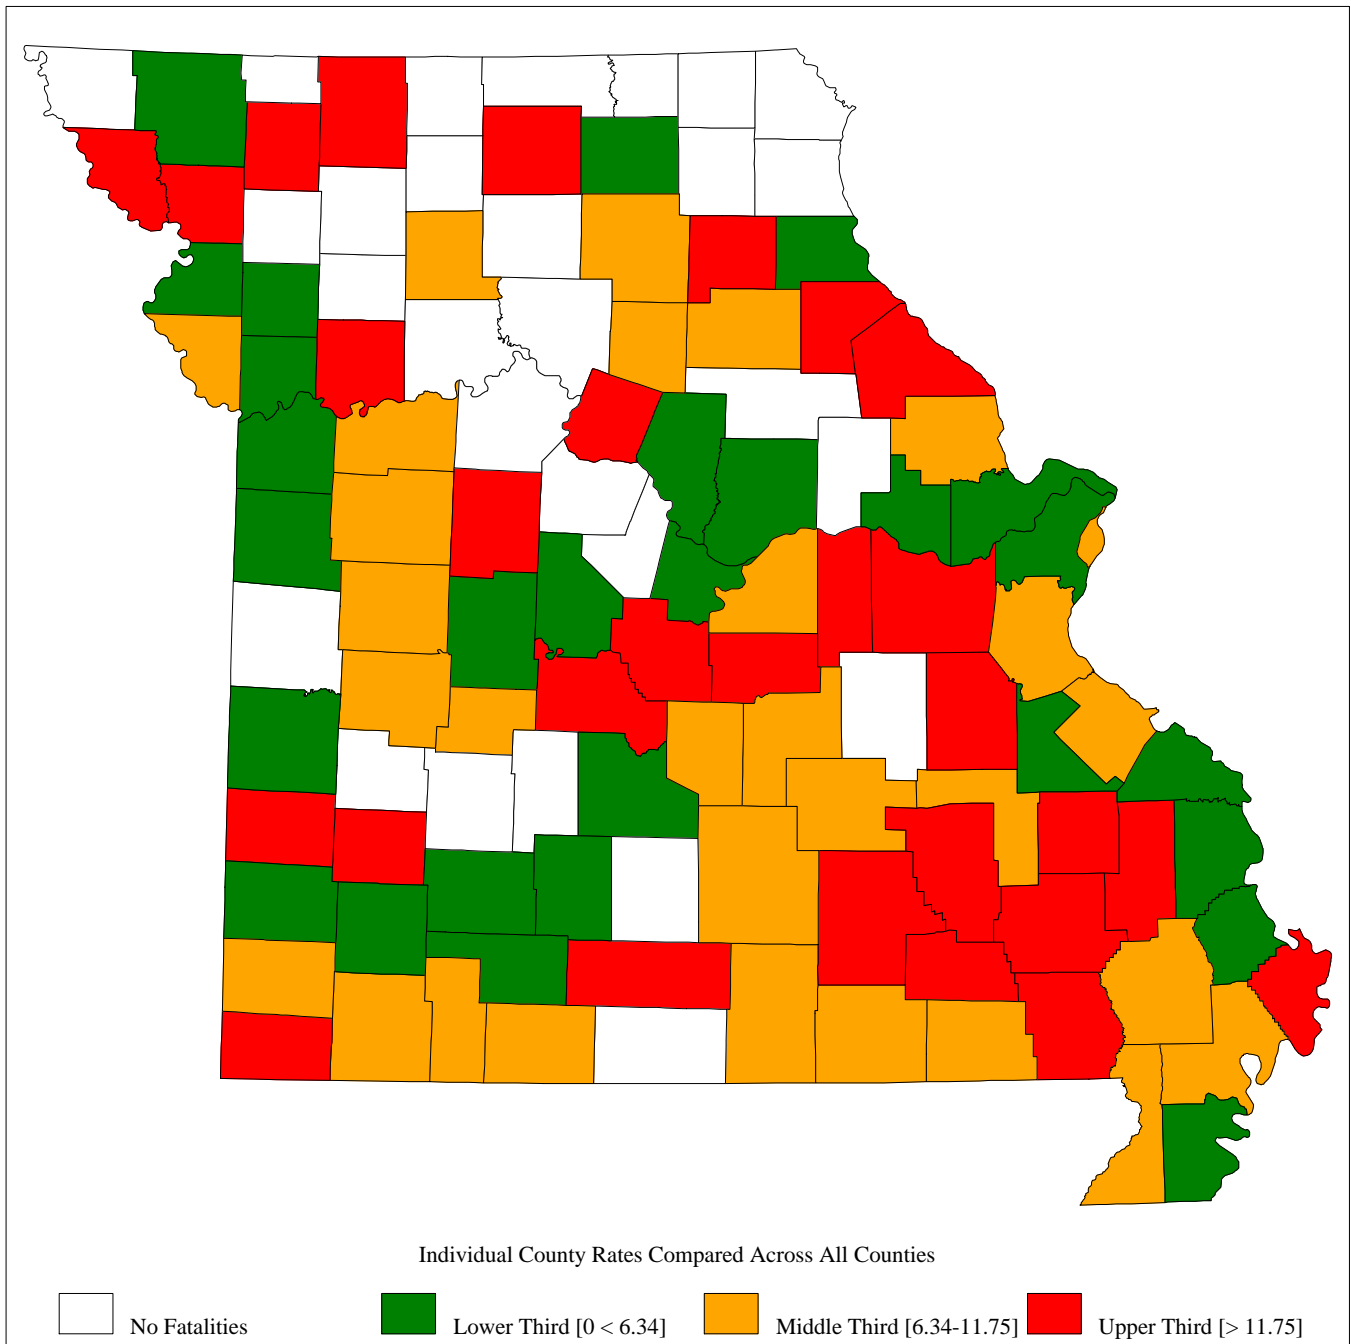 Individual County Rates Compared Across All Counties
No Fatalities Lower Third [0 < 6.34] Middle Third [6.34-11.75] Upper Third [> 11.75]